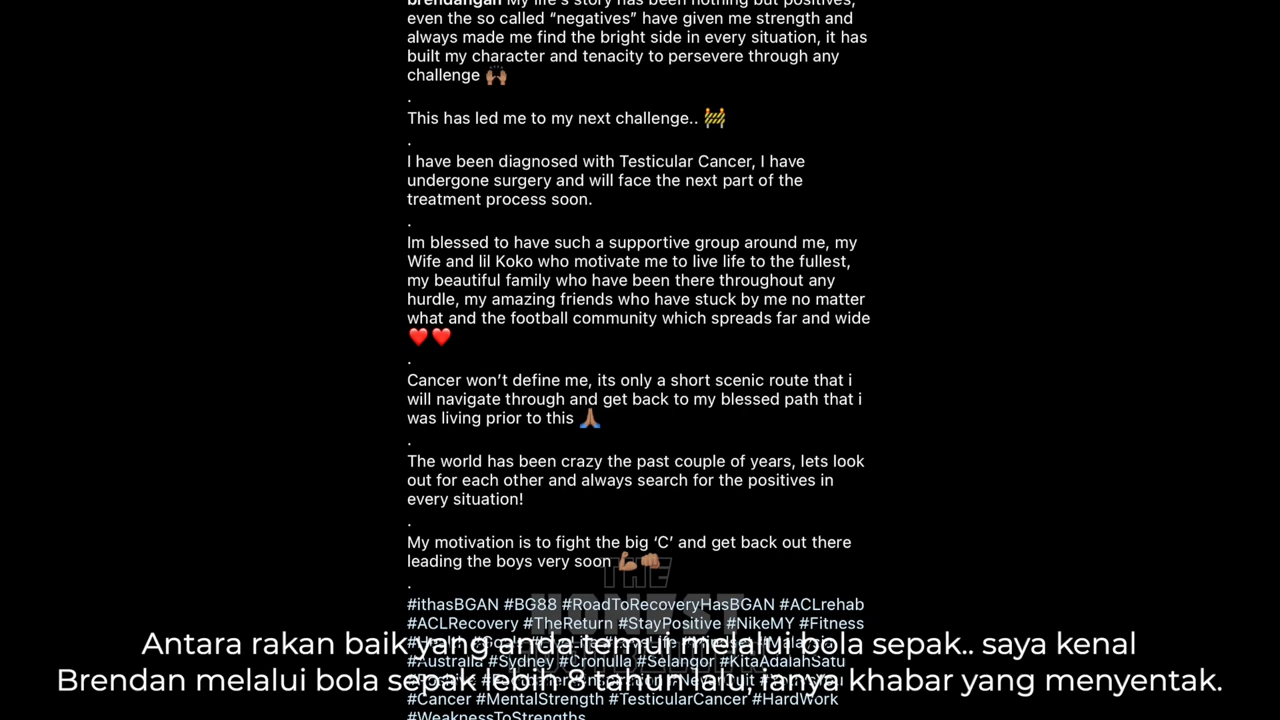 brendangan My life's story has been nothing but positives,
even the so called “negatives” have given me strength and
always made me find the bright side in every situation, it has
built my character and tenacity to persevere through any
challenge 🙌🏽
.
This has led me to my next challenge.. 🚧
.
I have been diagnosed with Testicular Cancer, I have
undergone surgery and will face the next part of the
treatment process soon.
.
Im blessed to have such a supportive group around me, my
Wife and lil Koko who motivate me to live life to the fullest,
my beautiful family who have been there throughout any
hurdle, my amazing friends who have stuck by me no matter
what and the football community which spreads far and wide
❤️❤️
.
Cancer won’t define me, its only a short scenic route that i
will navigate through and get back to my blessed path that i
was living prior to this 🙏🏽
.
The world has been crazy the past couple of years, lets look
out for each other and always search for the positives in
every situation!
.
My motivation is to fight the big ‘C’ and get back out there
leading the boys very soon 💪🏽👊🏽
.
THE
HONEST
#ithasBGAN #BG88 #RoadToRecoveryHasBGAN #ACLrehab
#ACLRecovery #TheReturn #StayPositive #NikeMY #Fitness
#Australia #Sydney #Cronulla #Selangor #KitaAdalahSatu
#Cancer #MentalStrength #TesticularCancer #HardWork
#WeaknessToStrengths
Antara rakan baik yang anda temui melalui bola sepak.. saya kenal
Brendan melalui bola sepak lebih 8 tahun lalu, ianya khabar yang menyentak.